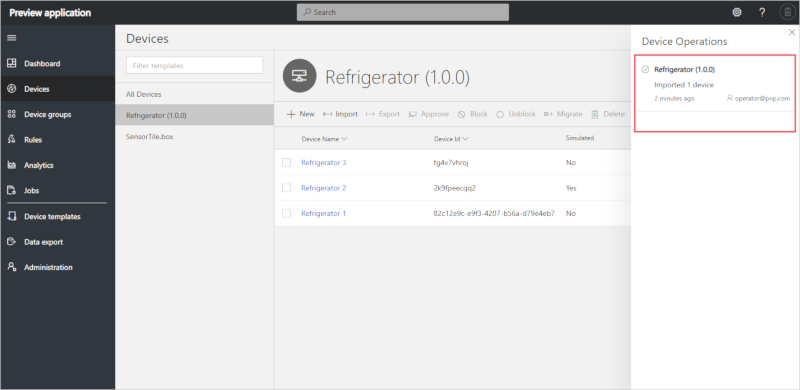 Preview application
Search
?
Dashboard
Devices
Device groups
Rules
Analytics
Jobs
Device templates
Data export
Administration
Devices
Filter templates
All Devices
Refrigerator (1.0.0)
SensorTile.box
Refrigerator (1.0.0)
New Import Export Approve Block Unblock Migrate Delete
Device Name Device Id Simulated
Refrigerator 3 tg4v7vhroj No
Refrigerator 2 2k9fpeecqq2 Yes
Refrigerator 1 82c12e9c-e9f3-4207-b56a-d79e4eb7 No
Device Operations
Refrigerator (1.0.0)
Imported 1 device
2 minutes ago operator@pnp.com